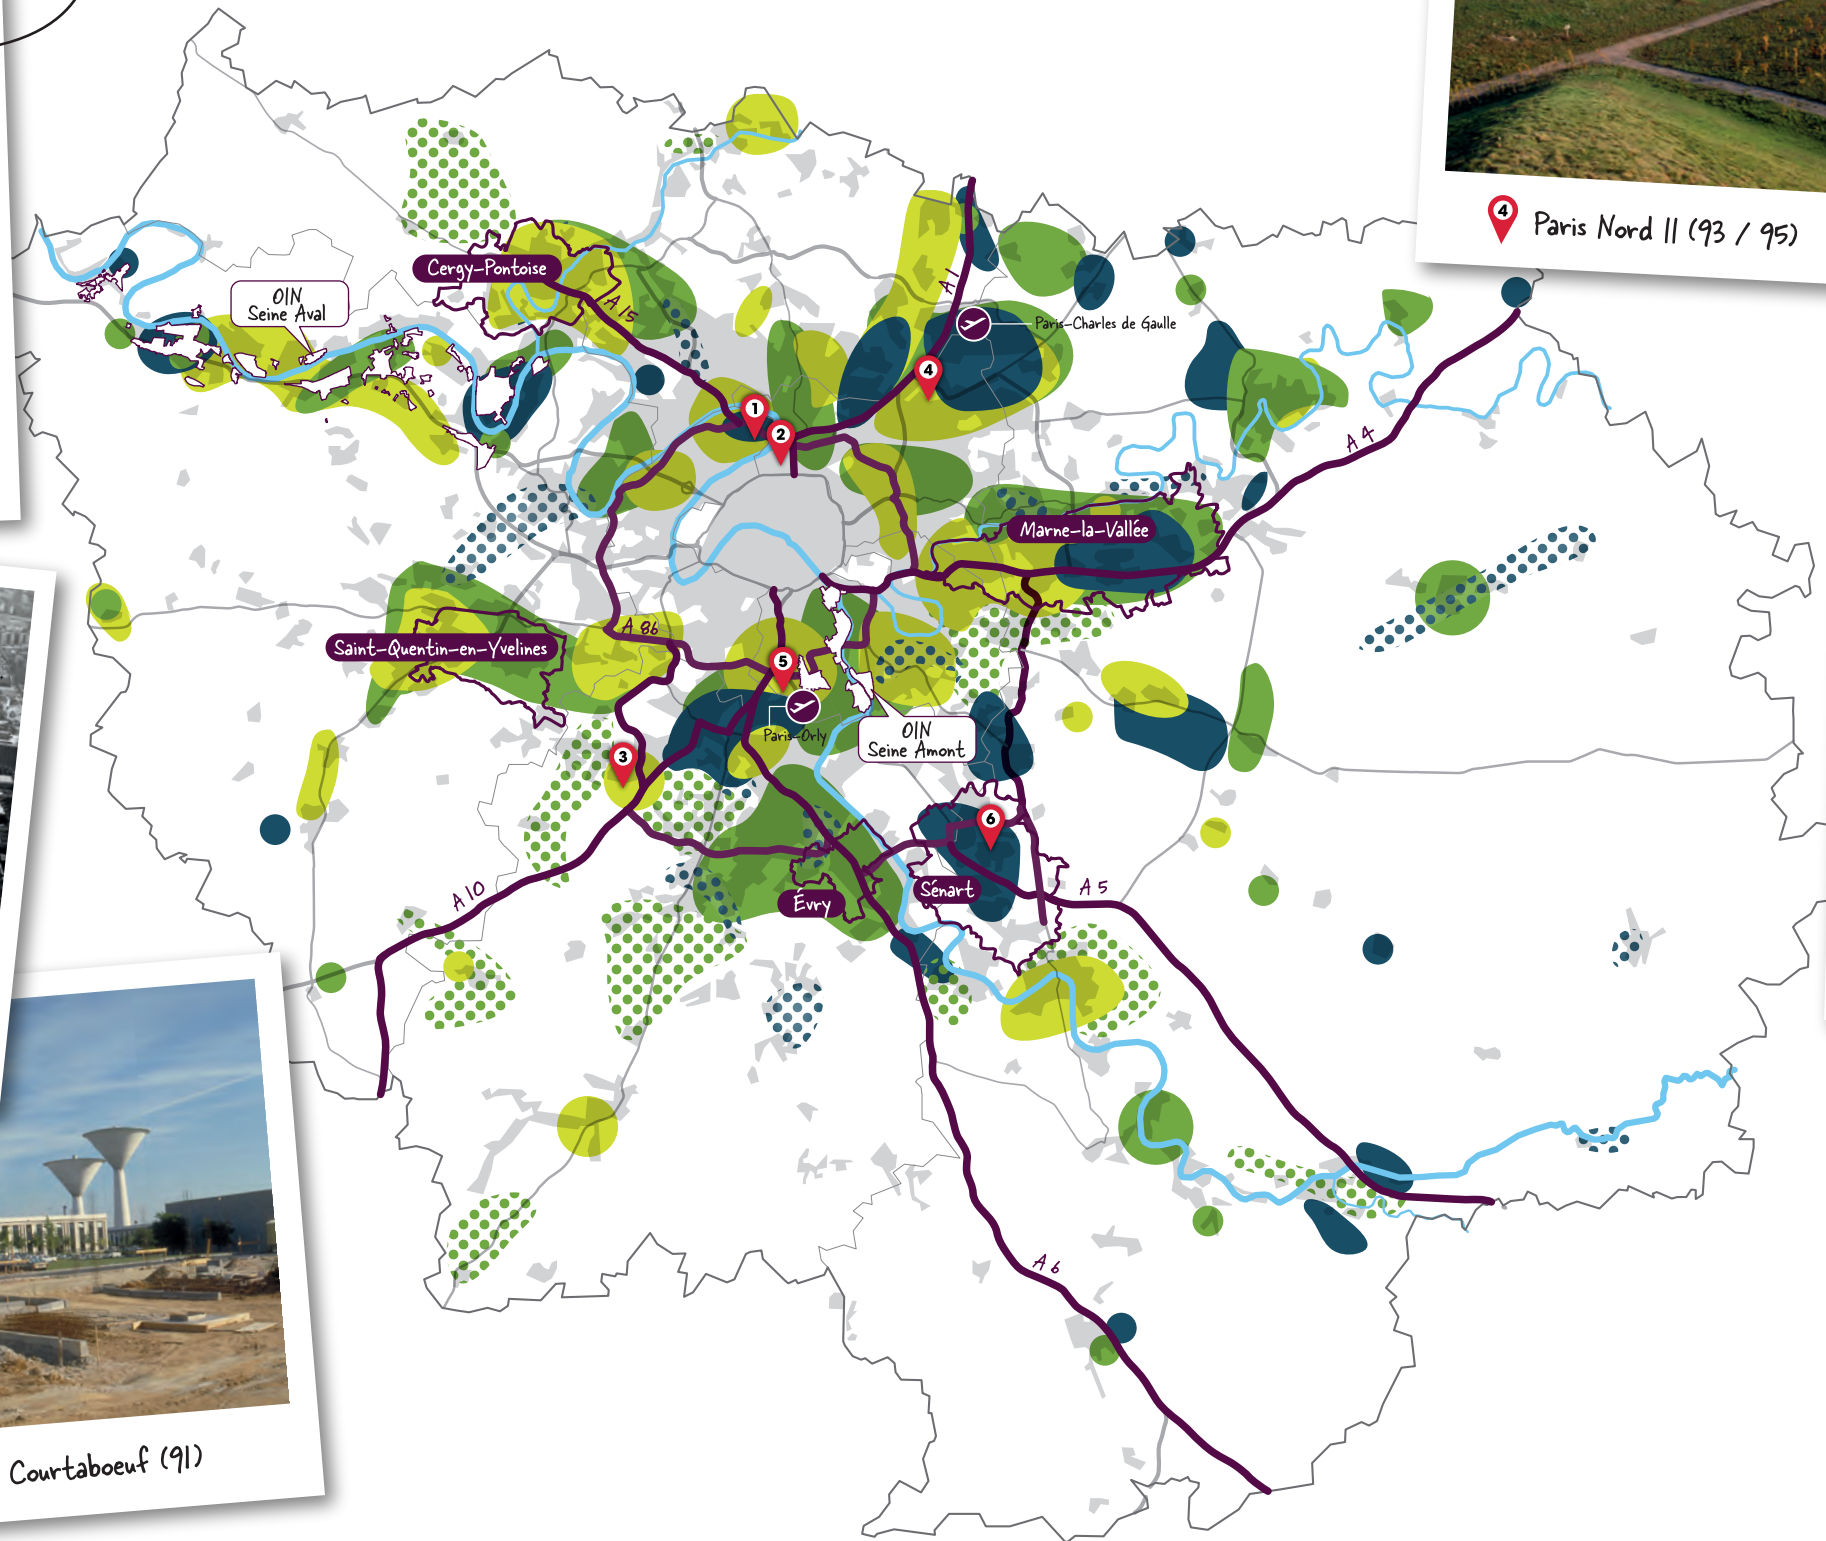 4
Paris Nord II (93 / 95)
Cergy-Pontoise
A 15
OIN
Seine Aval
A 1
Paris-Charles de Gaulle
4
1
2
A 4
Marne-la-Vallée
A 86
Saint-Quentin-en-Yvelines
5
Paris-Orly
OIN
Seine Amont
3
6
A 10
Évry
Sénart
A 5
A 6
Courtaboeuf (91)